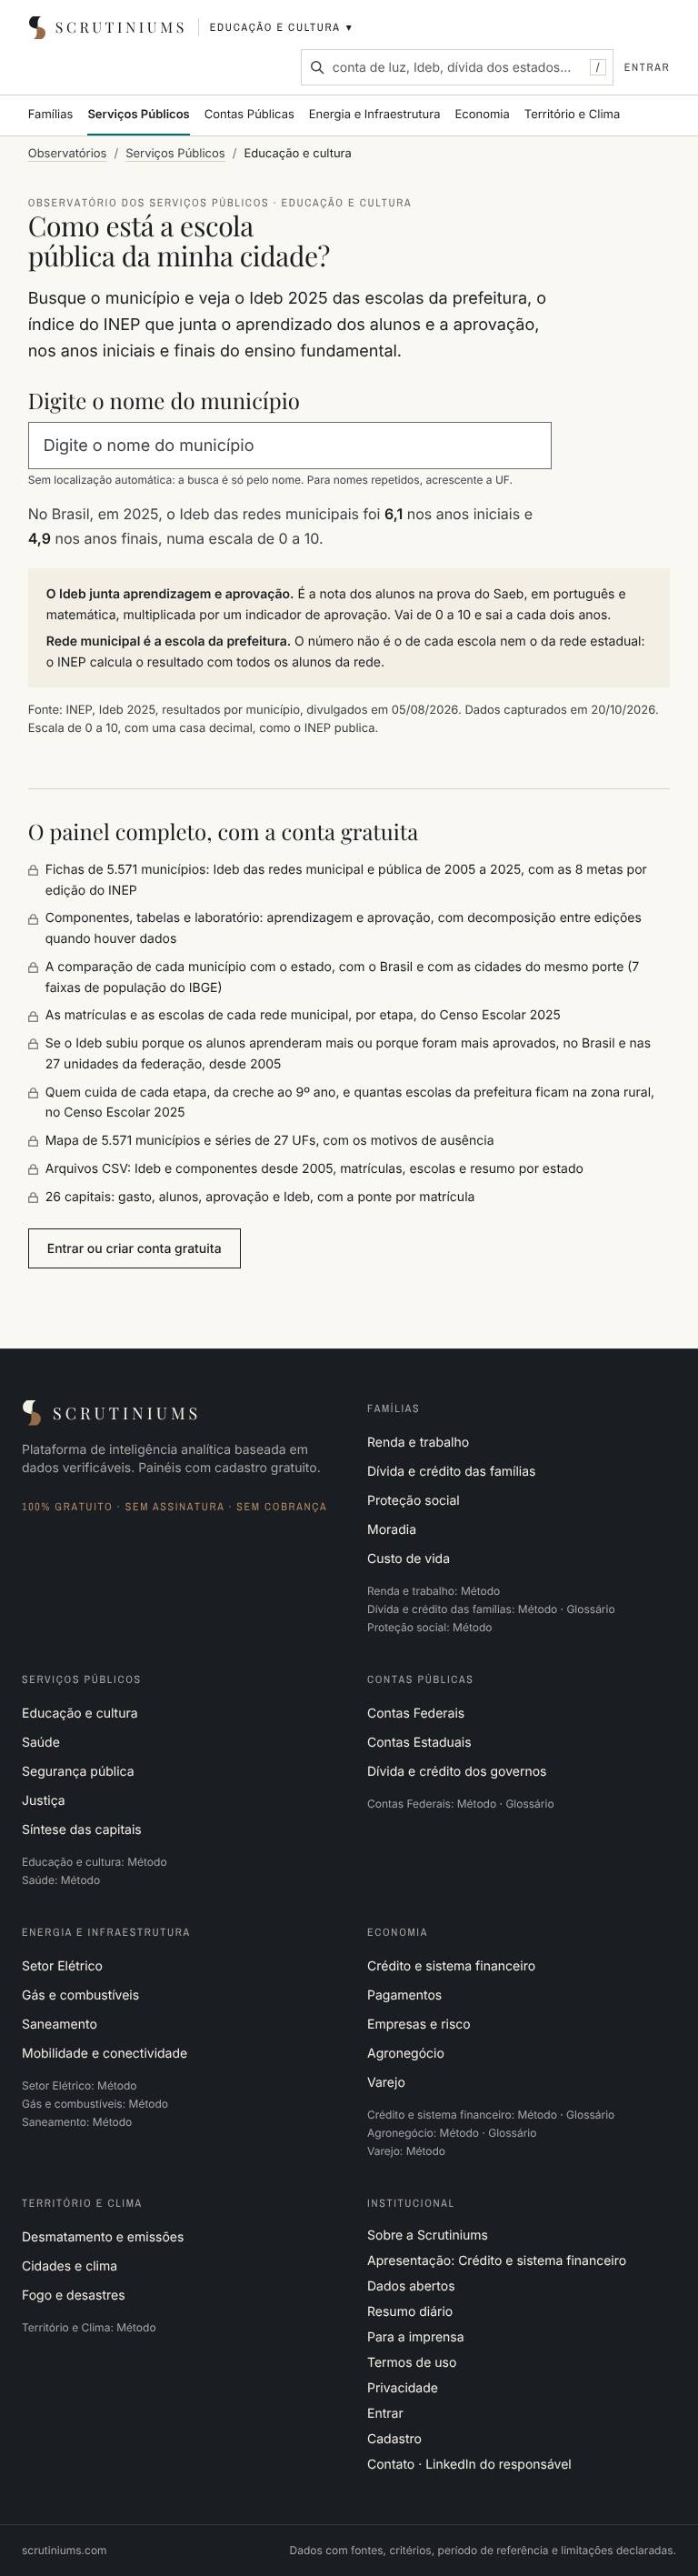 SCRUTINIUMS
EDUCAÇÃO E CULTURA ▾
conta de luz, Ideb, dívida dos estados...
/
ENTRAR
Famílias
Serviços Públicos
Contas Públicas
Energia e Infraestrutura
Economia
Território e Clima
Observatórios / Serviços Públicos / Educação e cultura
OBSERVATÓRIO DOS SERVIÇOS PÚBLICOS · EDUCAÇÃO E CULTURA
Como está a escola
pública da minha cidade?
Busque o município e veja o Ideb 2025 das escolas da prefeitura, o
índice do INEP que junta o aprendizado dos alunos e a aprovação,
nos anos iniciais e finais do ensino fundamental.
Digite o nome do município
Digite o nome do município
Sem localização automática: a busca é só pelo nome. Para nomes repetidos, acrescente a UF.
No Brasil, em 2025, o Ideb das redes municipais foi 6,1 nos anos iniciais e
4,9 nos anos finais, numa escala de 0 a 10.
O Ideb junta aprendizagem e aprovação. É a nota dos alunos na prova do Saeb, em português e
matemática, multiplicada por um indicador de aprovação. Vai de 0 a 10 e sai a cada dois anos.
Rede municipal é a escola da prefeitura. O número não é o de cada escola nem o da rede estadual:
o INEP calcula o resultado com todos os alunos da rede.
Fonte: INEP, Ideb 2025, resultados por município, divulgados em 05/08/2026. Dados capturados em 20/10/2026.
Escala de 0 a 10, com uma casa decimal, como o INEP publica.
O painel completo, com a conta gratuita
Fichas de 5.571 municípios: Ideb das redes municipal e pública de 2005 a 2025, com as 8 metas por
edição do INEP
Componentes, tabelas e laboratório: aprendizagem e aprovação, com decomposição entre edições
quando houver dados
A comparação de cada município com o estado, com o Brasil e com as cidades do mesmo porte (7
faixas de população do IBGE)
As matrículas e as escolas de cada rede municipal, por etapa, do Censo Escolar 2025
Se o Ideb subiu porque os alunos aprenderam mais ou porque foram mais aprovados, no Brasil e nas
27 unidades da federação, desde 2005
Quem cuida de cada etapa, da creche ao 9º ano, e quantas escolas da prefeitura ficam na zona rural,
no Censo Escolar 2025
Mapa de 5.571 municípios e séries de 27 UFs, com os motivos de ausência
Arquivos CSV: Ideb e componentes desde 2005, matrículas, escolas e resumo por estado
26 capitais: gasto, alunos, aprovação e Ideb, com a ponte por matrícula
Entrar ou criar conta gratuita
SCRUTINIUMS
Plataforma de inteligência analítica baseada em
dados verificáveis. Painéis com cadastro gratuito.
100% GRATUITO · SEM ASSINATURA · SEM COBRANÇA
FAMÍLIAS
Renda e trabalho
Dívida e crédito das famílias
Proteção social
Moradia
Custo de vida
Renda e trabalho: Método
Dívida e crédito das famílias: Método · Glossário
Proteção social: Método
SERVIÇOS PÚBLICOS
Educação e cultura
Saúde
Segurança pública
Justiça
Síntese das capitais
Educação e cultura: Método
Saúde: Método
CONTAS PÚBLICAS
Contas Federais
Contas Estaduais
Dívida e crédito dos governos
Contas Federais: Método · Glossário
ENERGIA E INFRAESTRUTURA
Setor Elétrico
Gás e combustíveis
Saneamento
Mobilidade e conectividade
Setor Elétrico: Método
Gás e combustíveis: Método
Saneamento: Método
ECONOMIA
Crédito e sistema financeiro
Pagamentos
Empresas e risco
Agronegócio
Varejo
Crédito e sistema financeiro: Método · Glossário
Agronegócio: Método · Glossário
Varejo: Método
TERRITÓRIO E CLIMA
Desmatamento e emissões
Cidades e clima
Fogo e desastres
Território e Clima: Método
INSTITUCIONAL
Sobre a Scrutiniums
Apresentação: Crédito e sistema financeiro
Dados abertos
Resumo diário
Para a imprensa
Termos de uso
Privacidade
Entrar
Cadastro
Contato · LinkedIn do responsável
scrutiniums.com
Dados com fontes, critérios, período de referência e limitações declaradas.